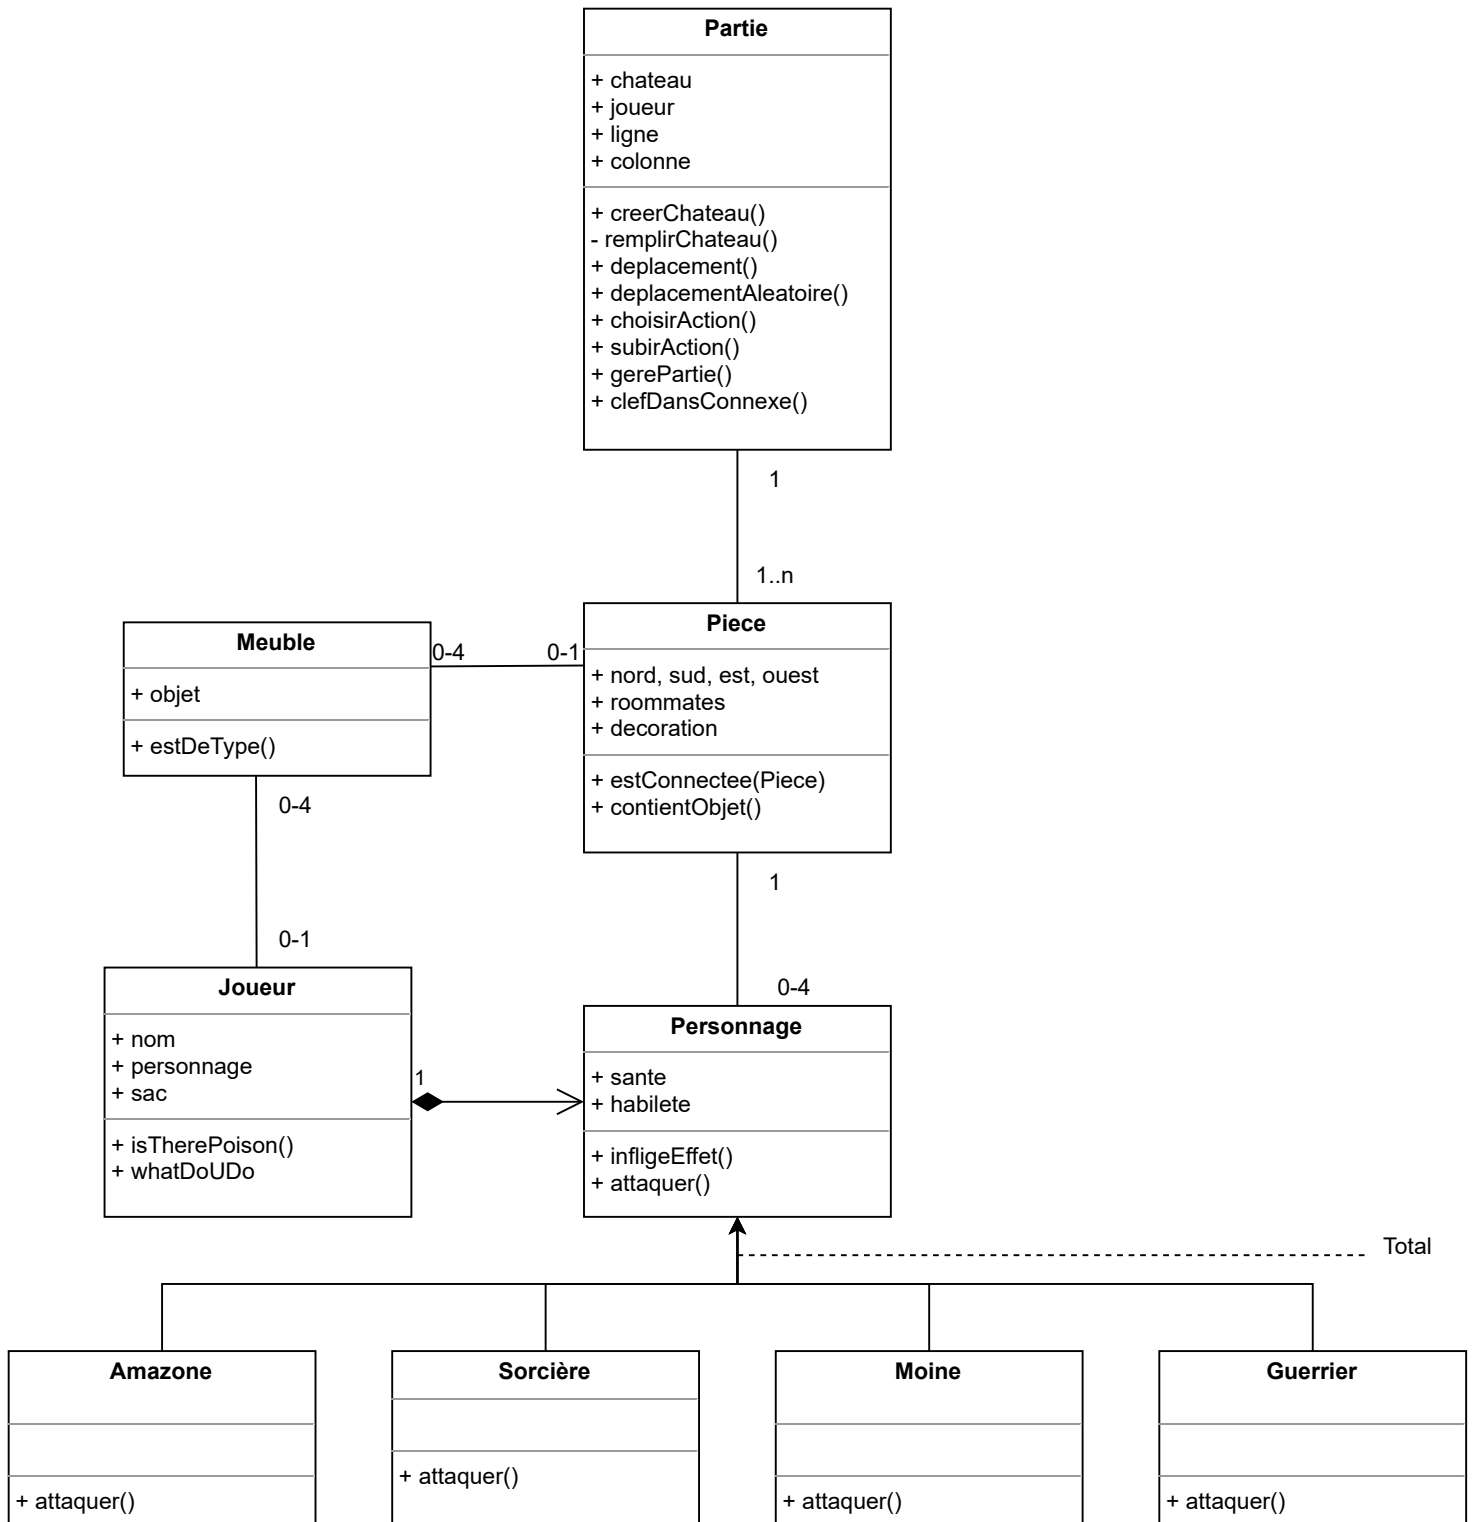 Partie
+ chateau
+ joueur
+ ligne
+ colonne
+ creerChateau()
- remplirChateau()
+ deplacement()
+ deplacementAleatoire()
+ choisirAction()
+ subirAction()
+ gerePartie()
+ clefDansConnexe()
1
1..n
Meuble
+ objet
+ estDeType()
0-4
0-1
Piece
+ nord, sud, est, ouest
+ roommates
+ decoration
+ estConnectee(Piece)
+ contientObjet()
0-4
0-1
1
0-4
Joueur
+ nom
+ personnage
+ sac
+ isTherePoison()
+ whatDoUDo
1
Personnage
+ sante
+ habilete
+ infligeEffet()
+ attaquer()
Total
Amazone
+ attaquer()
Sorcière
+ attaquer()
Moine
+ attaquer()
Guerrier
+ attaquer()